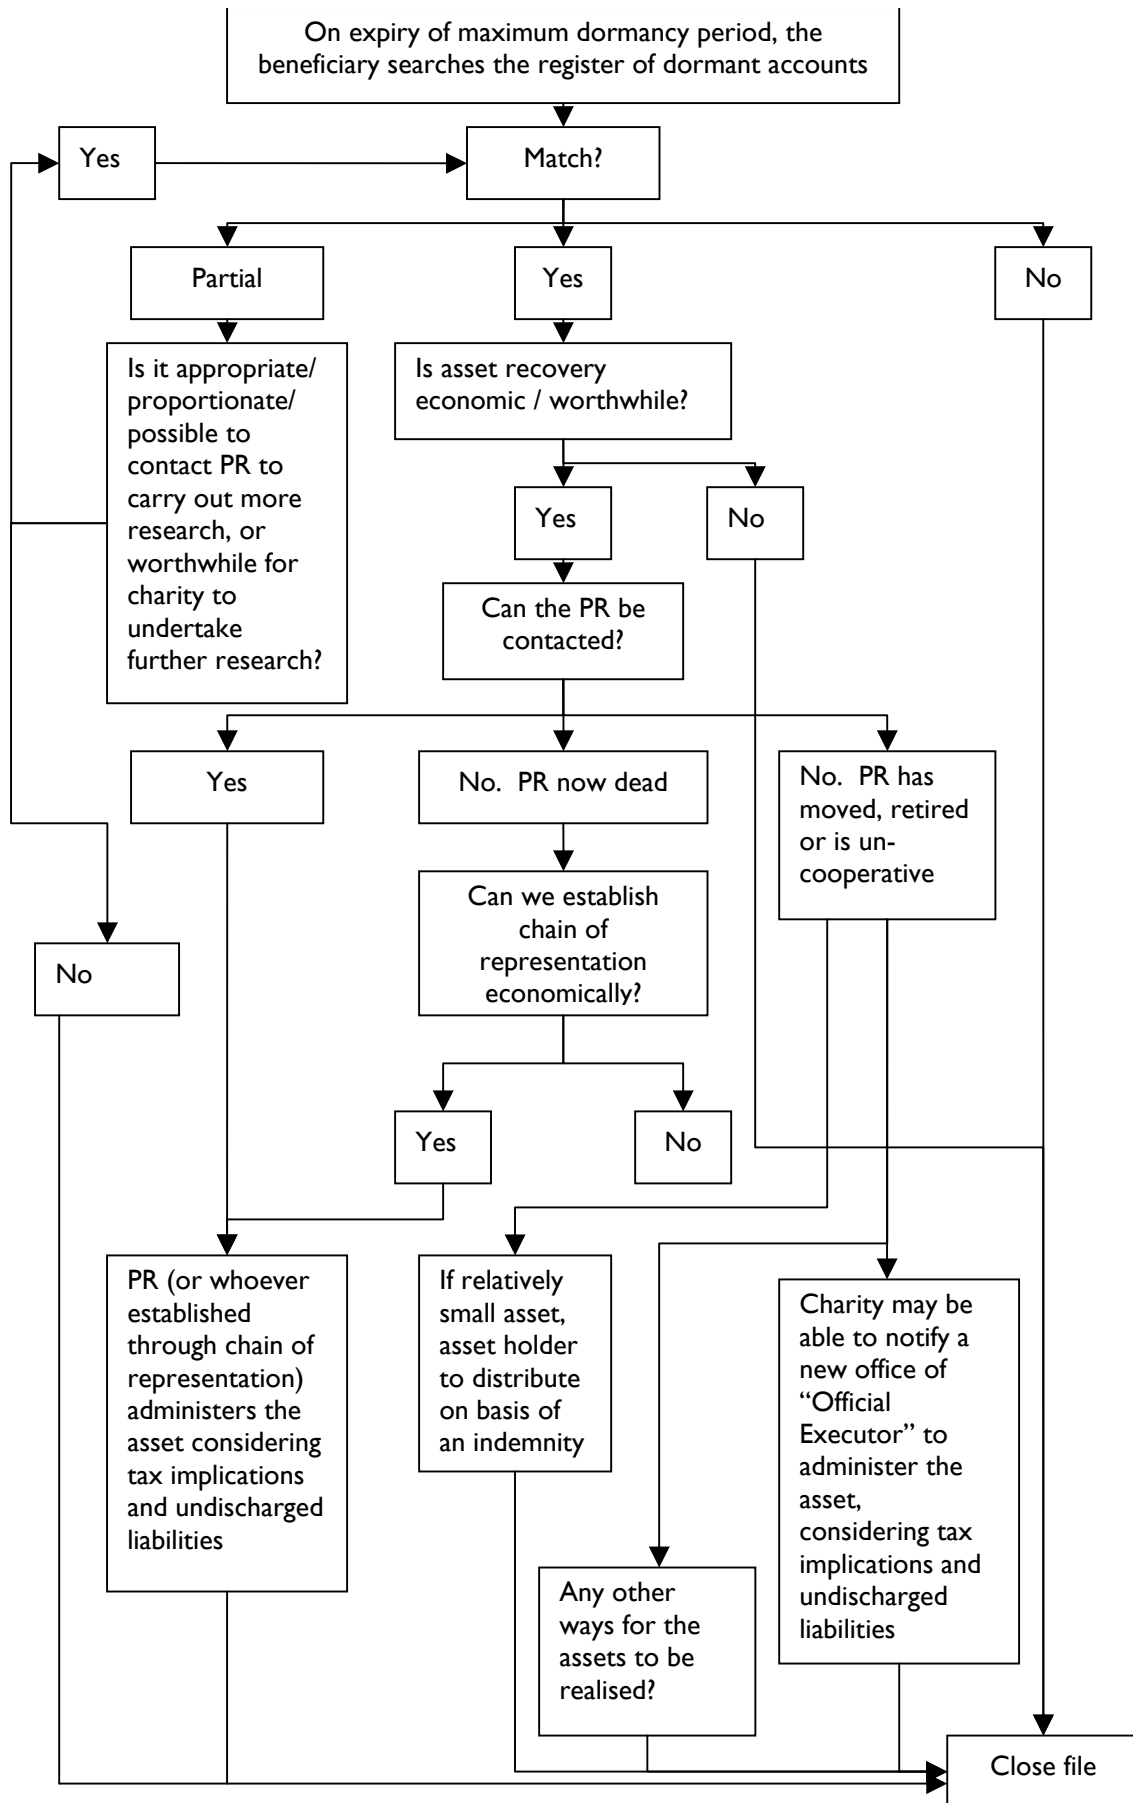 On expiry of maximum dormancy period, the
beneficiary searches the register of dormant accounts
Yes
Match?
Partial
Yes
No
Is it appropriate/
proportionate/
possible to
contact PR to
carry out more
research, or
worthwhile for
charity to
undertake
further research?
Is asset recovery
economic / worthwhile?
Yes
No
Can the PR be
contacted?
Yes
No.  PR now dead
No.  PR has
moved, retired
or is un-
cooperative
Can we establish
chain of
representation
economically?
No
Yes
No
PR (or whoever
established
through chain of
representation)
administers the
asset considering
tax implications
and undischarged
liabilities
If relatively
small asset,
asset holder
to distribute
on basis of
an indemnity
Charity may be
able to notify a
new office of
“Official
Executor” to
administer the
asset,
considering tax
implications and
undischarged
liabilities
Any other
ways for the
assets to be
realised?
Close file